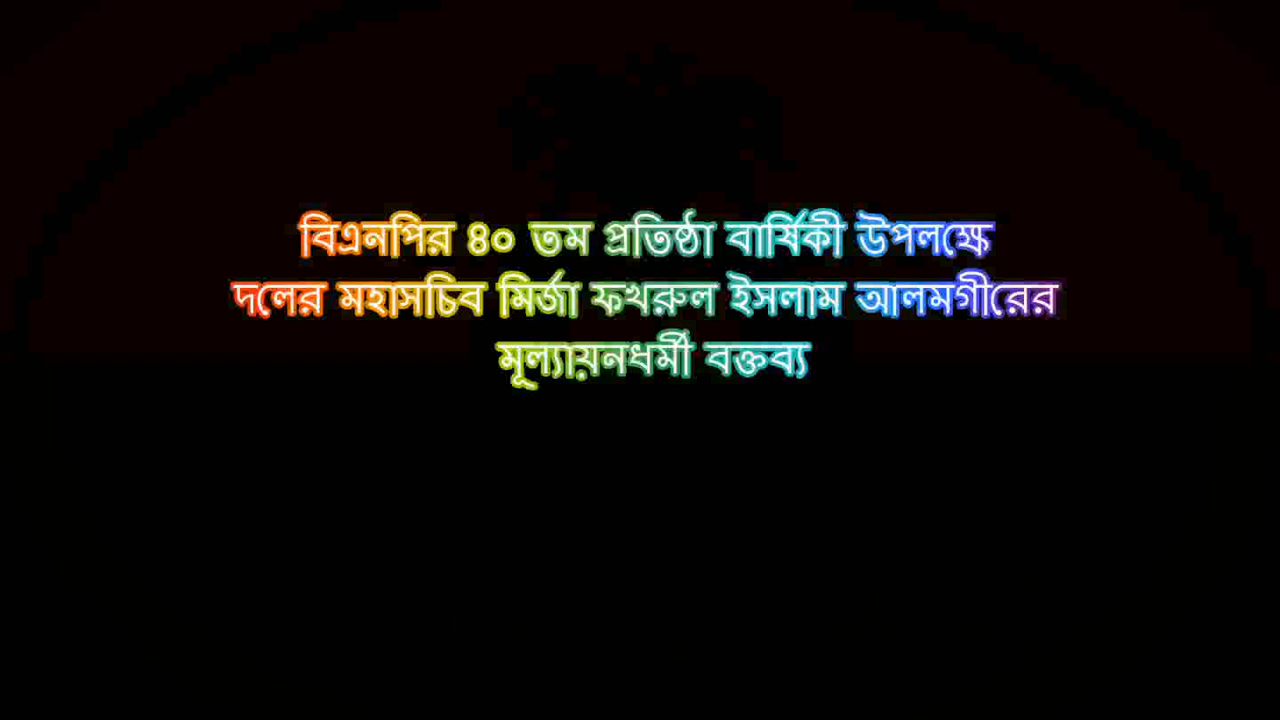 বিএনপির ৪০ তম প্রতিষ্ঠা বার্ষিকী উপলক্ষে
দলের মহাসচিব মির্জা ফখরুল ইসলাম আলমগীরের
মূল্যায়নধর্মী বক্তব্য